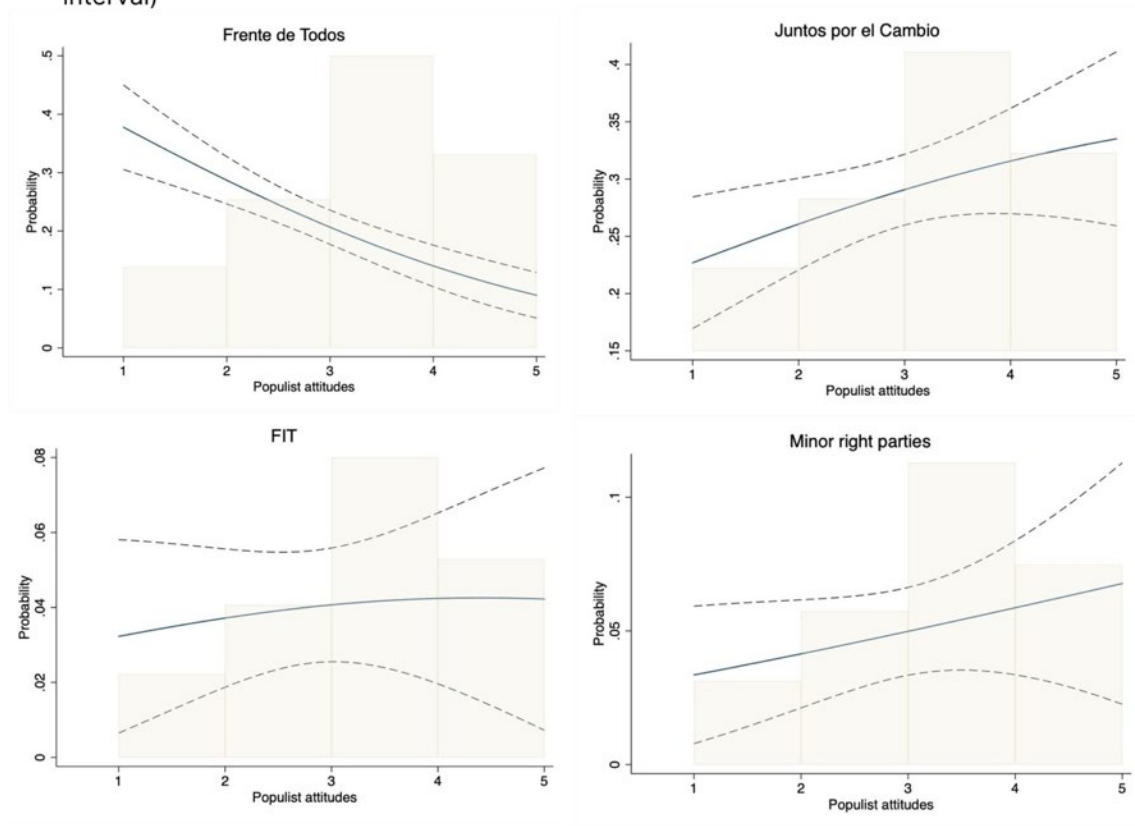 interval)
Frente de Todos
Probability
.5
.4
.3
.2
.1
0
1 2 3 4 5
Populist attitudes
Juntos por el Cambio
Probability
.4
.35
.3
.25
.2
.15
1 2 3 4 5
Populist attitudes
FIT
Probability
.08
.06
.04
.02
0
1 2 3 4 5
Populist attitudes
Minor right parties
Probability
.1
.05
0
1 2 3 4 5
Populist attitudes